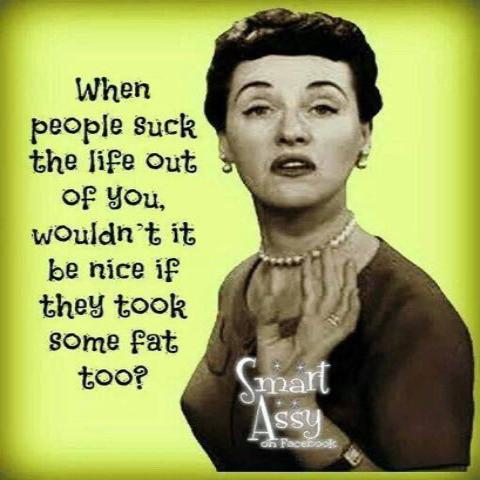 When
people suck
the life out
of you,
wouldn't it
be nice if
they took
some fat
too?
Smart
Assy
on Facebook